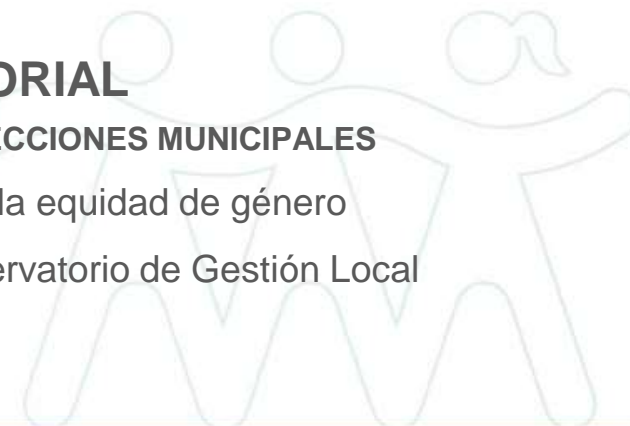 ORIAL
ECCIONES MUNICIPALES
la equidad de género
ervatorio de Gestión Local